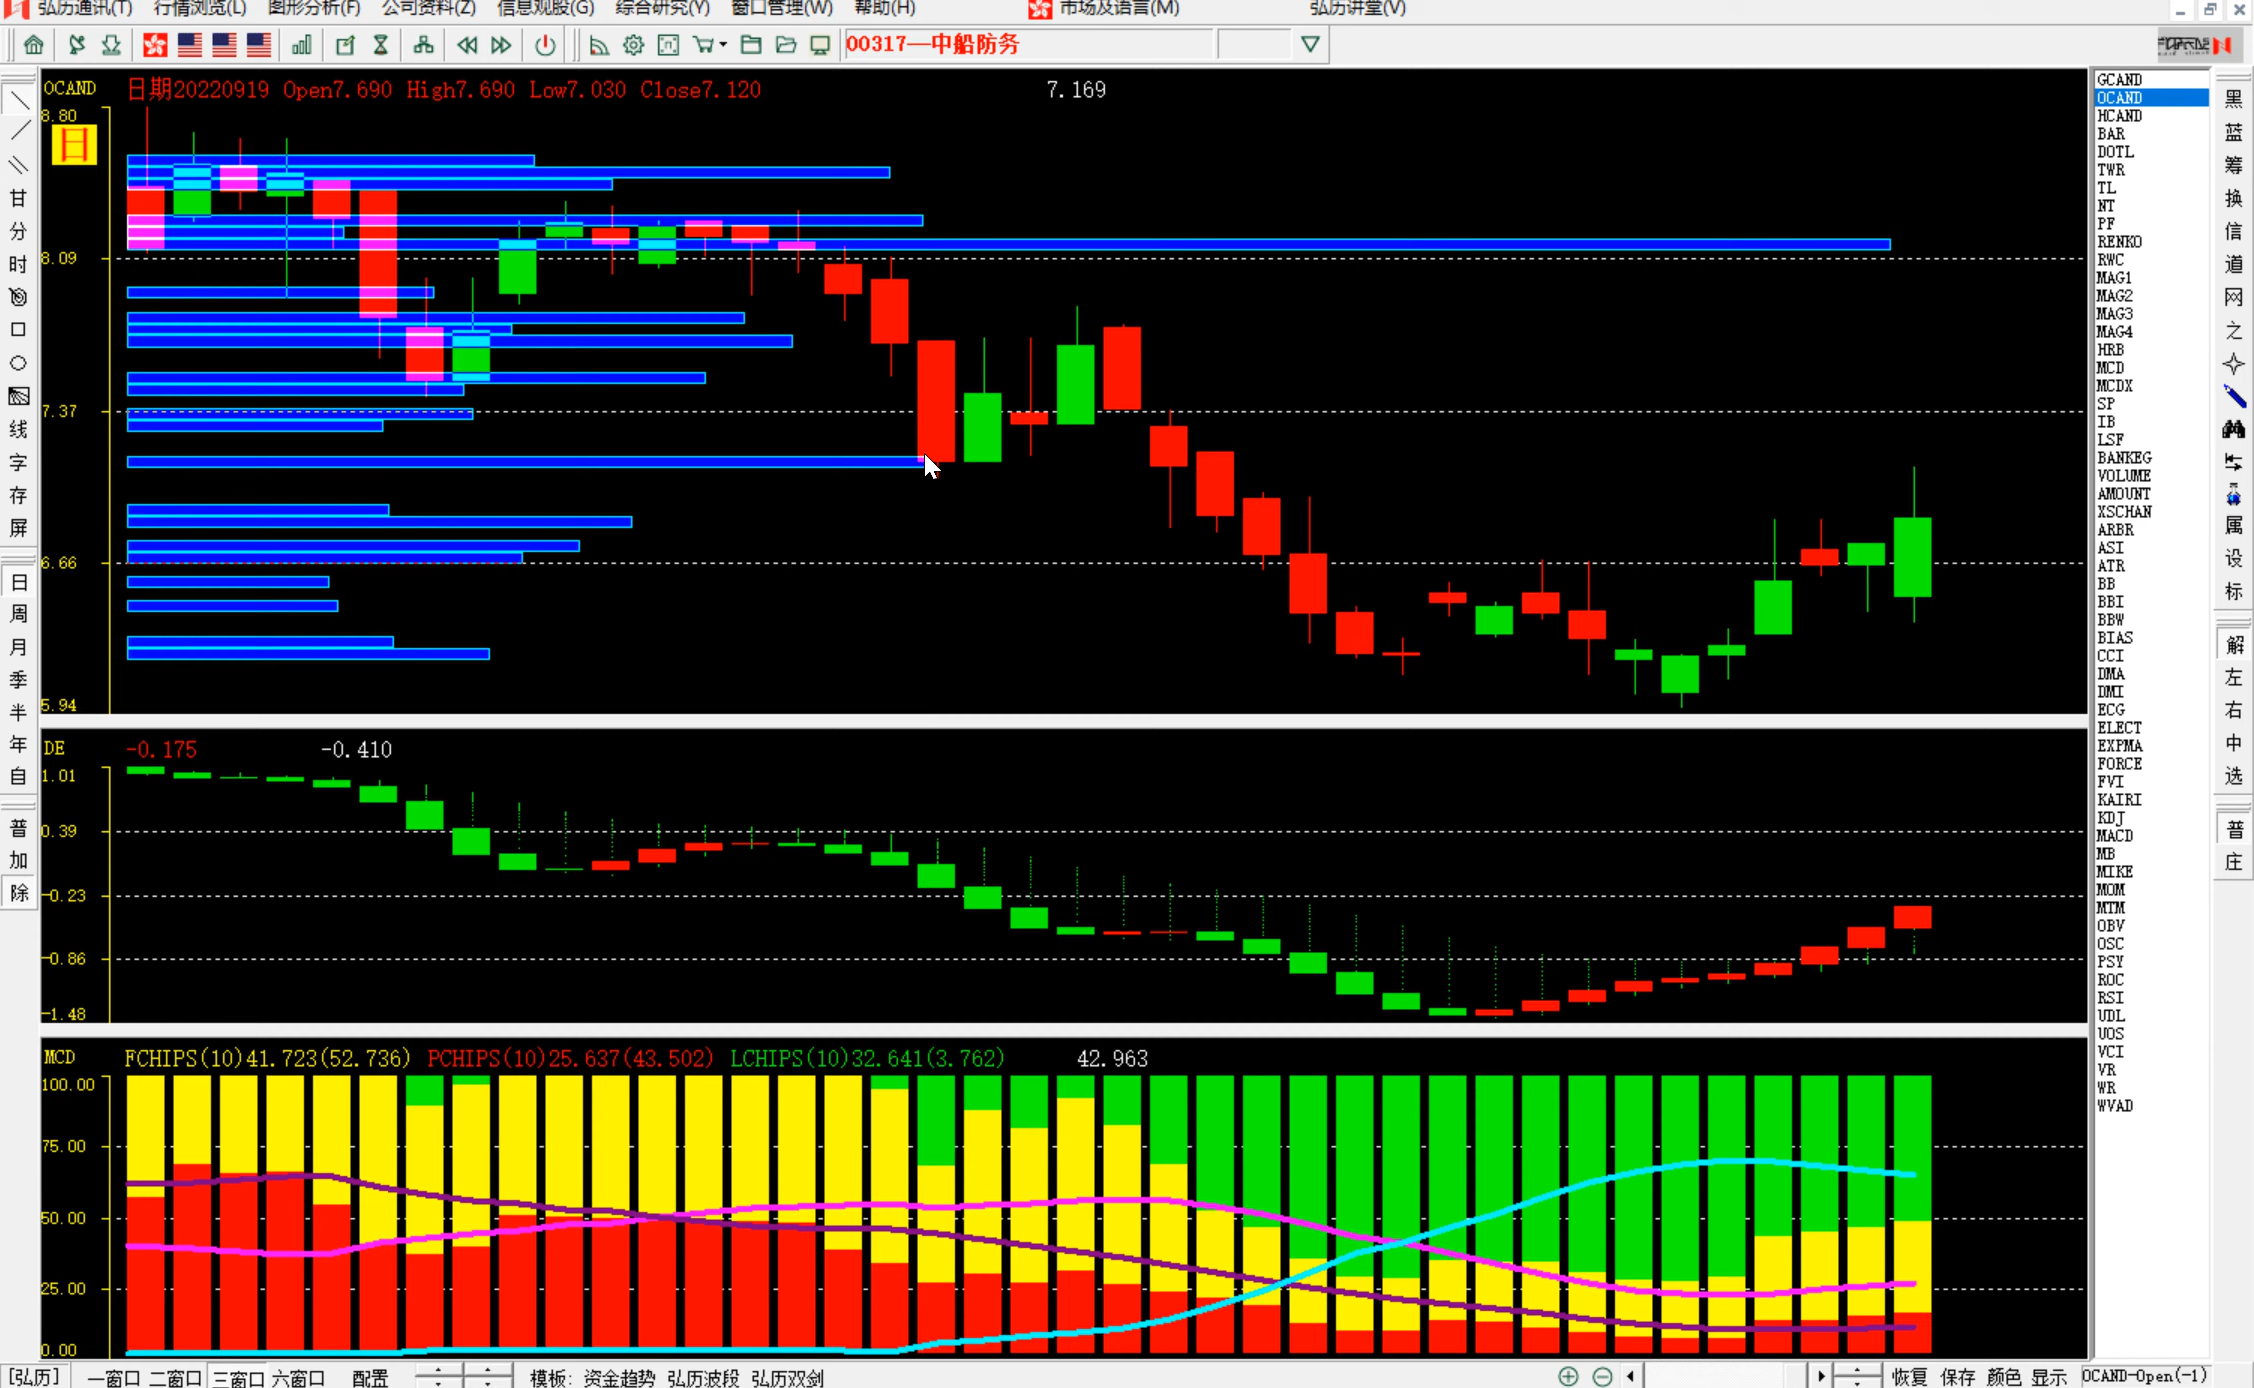 弘历通讯(T) 行情浏览(L) 图形分析(F) 公司资料(Z) 信息观股(G) 综合研究(Y) 窗口管理(W) 帮助(H) 市场及语言(M) 弘历讲堂(V)
00317—中船防务
OCAND 日期20220919 Open7.690 High7.690 Low7.030 Close7.120 7.169
8.80
日
8.09
7.37
6.66
5.94
DE -0.175 -0.410
1.01
0.39
-0.23
-0.86
-1.48
MCD FCHIPS(10)41.723(52.736) PCHIPS(10)25.637(43.502) LCHIPS(10)32.641(3.762) 42.963
100.00
75.00
50.00
25.00
0.00
甘
分
时
线
字
存
屏
日
周
月
季
半
年
自
普
加
除
GCAND
OCAND
HCAND
BAR
DOTL
TWR
TL
NT
PF
RENKO
RWC
MAG1
MAG2
MAG3
MAG4
HRB
MCD
MCDX
SP
IB
LSF
BANKEG
VOLUME
AMOUNT
XSCHAN
ARBR
ASI
ATR
BB
BBI
BBW
BIAS
CCI
DMA
DMI
ECG
ELECT
EXPMA
FORCE
FVI
KAIRI
KDJ
MACD
MB
MIKE
MOM
MTM
OBV
OSC
PSY
ROC
RSI
UDL
UOS
VCI
VR
WR
WVAD
黑
蓝
筹
换
信
道
网
之
属
设
标
解
左
右
中
选
普
庄
[弘历] 一窗口 二窗口 三窗口 六窗口 配置 模板: 资金趋势 弘历波段 弘历双剑 恢复 保存 颜色 显示 OCAND-Open(-1)